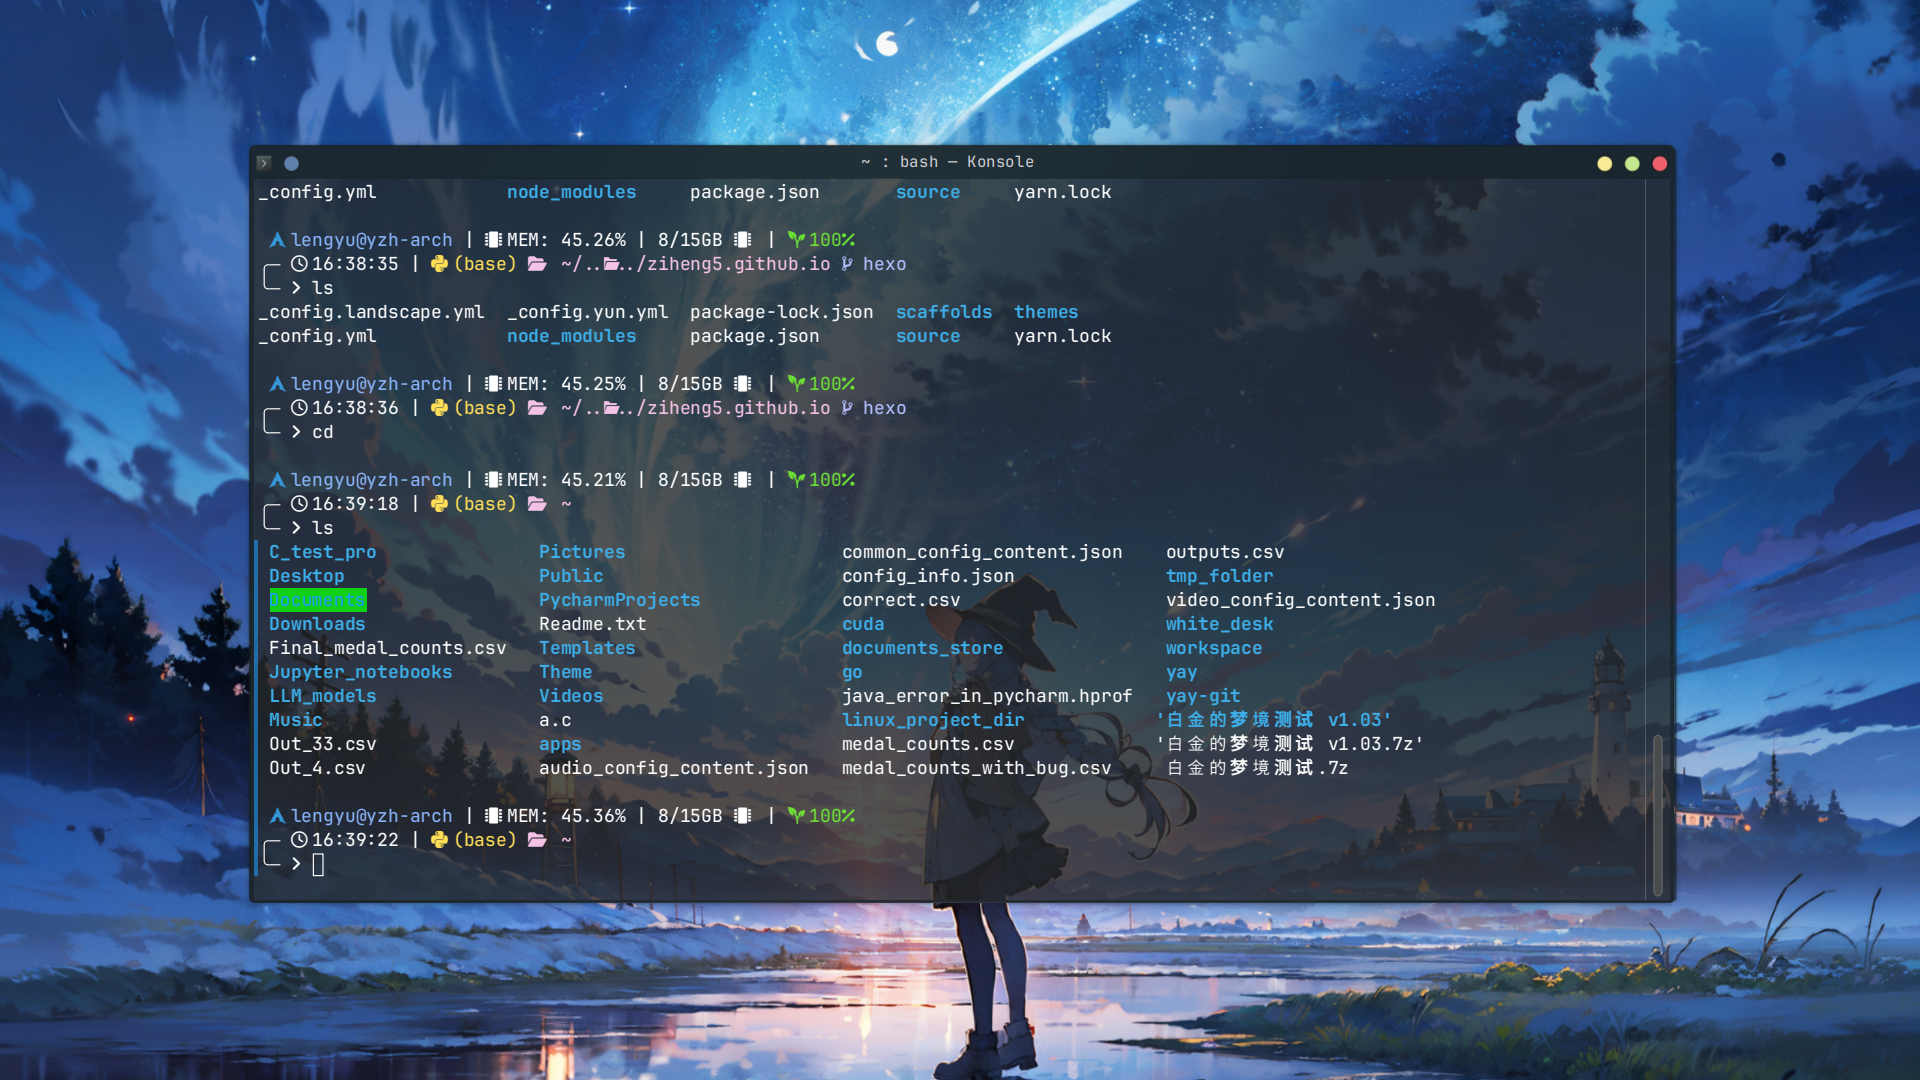 ~ : bash — Konsole
_config.yml node_modules package.json source yarn.lock
lengyu@yzh-arch | MEM: 45.26% | 8/15GB | 100%
16:38:35 | (base) ~/../../ziheng5.github.io hexo
> ls
_config.landscape.yml _config.yun.yml package-lock.json scaffolds themes
_config.yml node_modules package.json source yarn.lock
lengyu@yzh-arch | MEM: 45.25% | 8/15GB | 100%
16:38:36 | (base) ~/../../ziheng5.github.io hexo
> cd
lengyu@yzh-arch | MEM: 45.21% | 8/15GB | 100%
16:39:18 | (base) ~
> ls
C_test_pro Pictures common_config_content.json outputs.csv
Desktop Public config_info.json tmp_folder
Documents PycharmProjects correct.csv video_config_content.json
Downloads Readme.txt cuda white_desk
Final_medal_counts.csv Templates documents_store workspace
Jupyter_notebooks Theme go yay
LLM_models Videos java_error_in_pycharm.hprof yay-git
Music a.c linux_project_dir '白金的梦境测试 v1.03'
Out_33.csv apps medal_counts.csv '白金的梦境测试 v1.03.7z'
Out_4.csv audio_config_content.json medal_counts_with_bug.csv 白金的梦境测试.7z
lengyu@yzh-arch | MEM: 45.36% | 8/15GB | 100%
16:39:22 | (base) ~
>